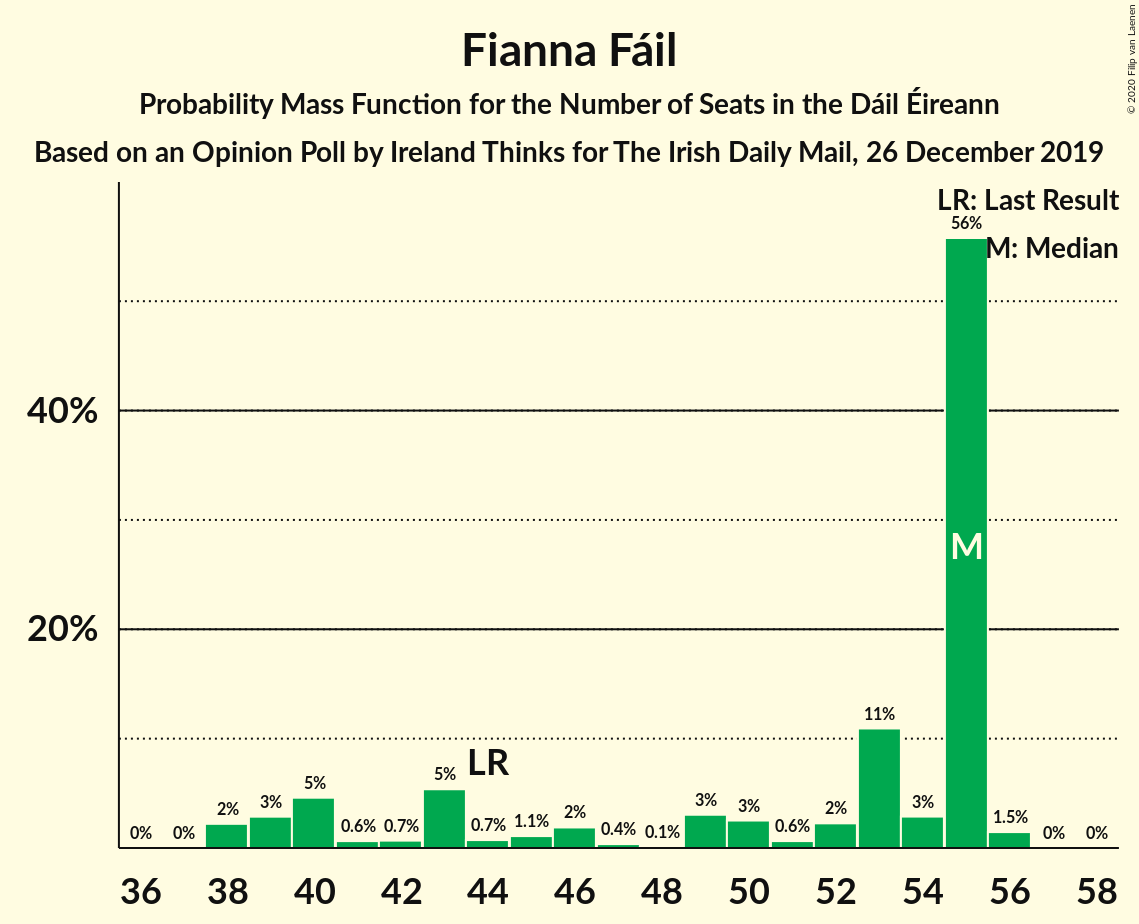 Fianna Fáil
Probability Mass Function for the Number of Seats in the Dáil Éireann
Based on an Opinion Poll by Ireland Thinks for The Irish Daily Mail, 26 December 2019
© 2020 Filip van Laenen
LR: Last Result
M: Median
40%
20%
0% 0% 2% 3% 5% 0.6% 0.7% 5% 0.7% 1.1% 2% 0.4% 0.1% 3% 3% 0.6% 2% 11% 3% 56% 1.5% 0% 0%
LR
M
36 38 40 42 44 46 48 50 52 54 56 58